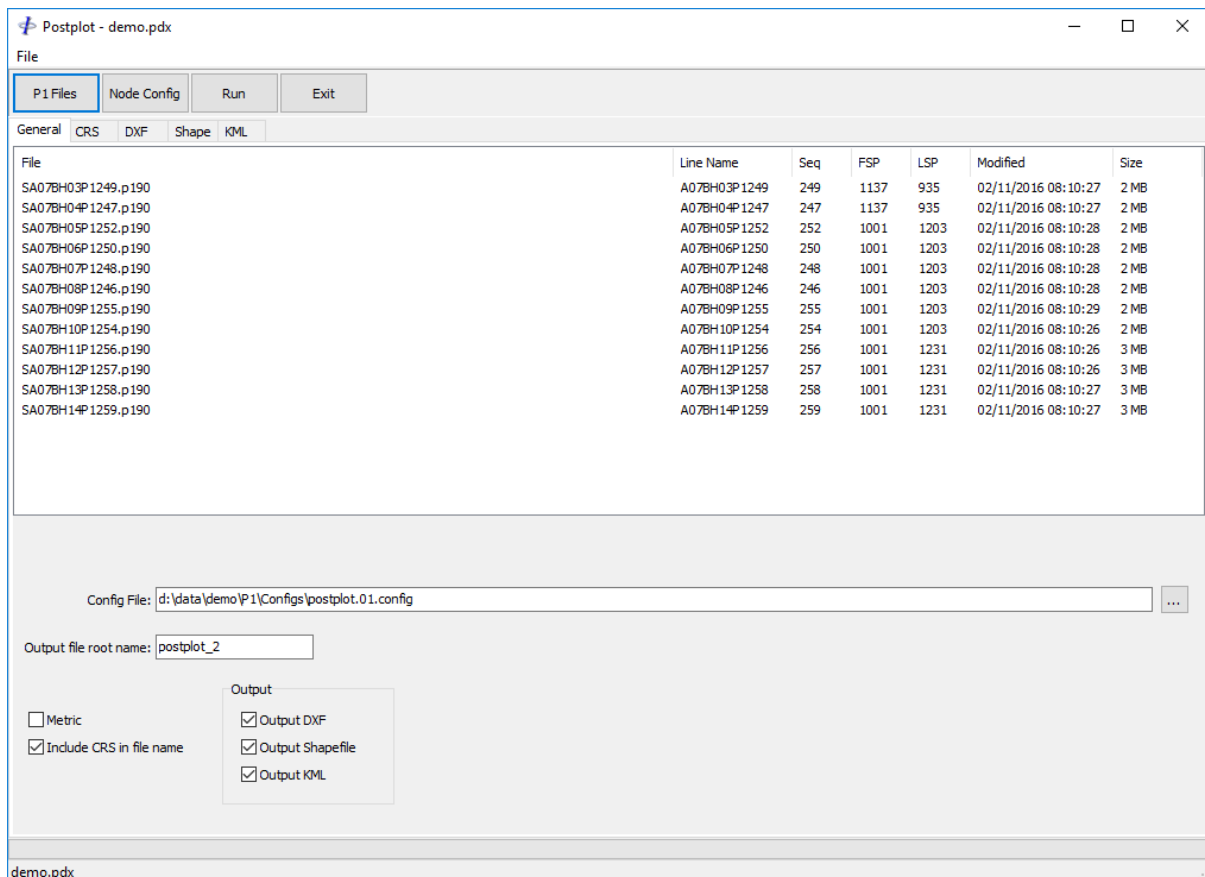 Postplot - demo.pdx
File
P1 Files Node Config Run Exit
General CRS DXF Shape KML
File Line Name Seq FSP LSP Modified Size
SA07BH03P1249.p190 A07BH03P1249 249 1137 935 02/11/2016 08:10:27 2 MB
SA07BH04P1247.p190 A07BH04P1247 247 1137 935 02/11/2016 08:10:27 2 MB
SA07BH05P1252.p190 A07BH05P1252 252 1001 1203 02/11/2016 08:10:28 2 MB
SA07BH06P1250.p190 A07BH06P1250 250 1001 1203 02/11/2016 08:10:28 2 MB
SA07BH07P1248.p190 A07BH07P1248 248 1001 1203 02/11/2016 08:10:28 2 MB
SA07BH08P1246.p190 A07BH08P1246 246 1001 1203 02/11/2016 08:10:28 2 MB
SA07BH09P1255.p190 A07BH09P1255 255 1001 1203 02/11/2016 08:10:29 2 MB
SA07BH10P1254.p190 A07BH10P1254 254 1001 1203 02/11/2016 08:10:26 2 MB
SA07BH11P1256.p190 A07BH11P1256 256 1001 1231 02/11/2016 08:10:26 3 MB
SA07BH12P1257.p190 A07BH12P1257 257 1001 1231 02/11/2016 08:10:26 3 MB
SA07BH13P1258.p190 A07BH13P1258 258 1001 1231 02/11/2016 08:10:27 3 MB
SA07BH14P1259.p190 A07BH14P1259 259 1001 1231 02/11/2016 08:10:27 3 MB
Config File: d:\data\demo\P1\Configs\postplot.01.config ...
Output file root name: postplot_2
Output
Metric Output DXF
Include CRS in file name Output Shapefile
Output KML
demo.pdx